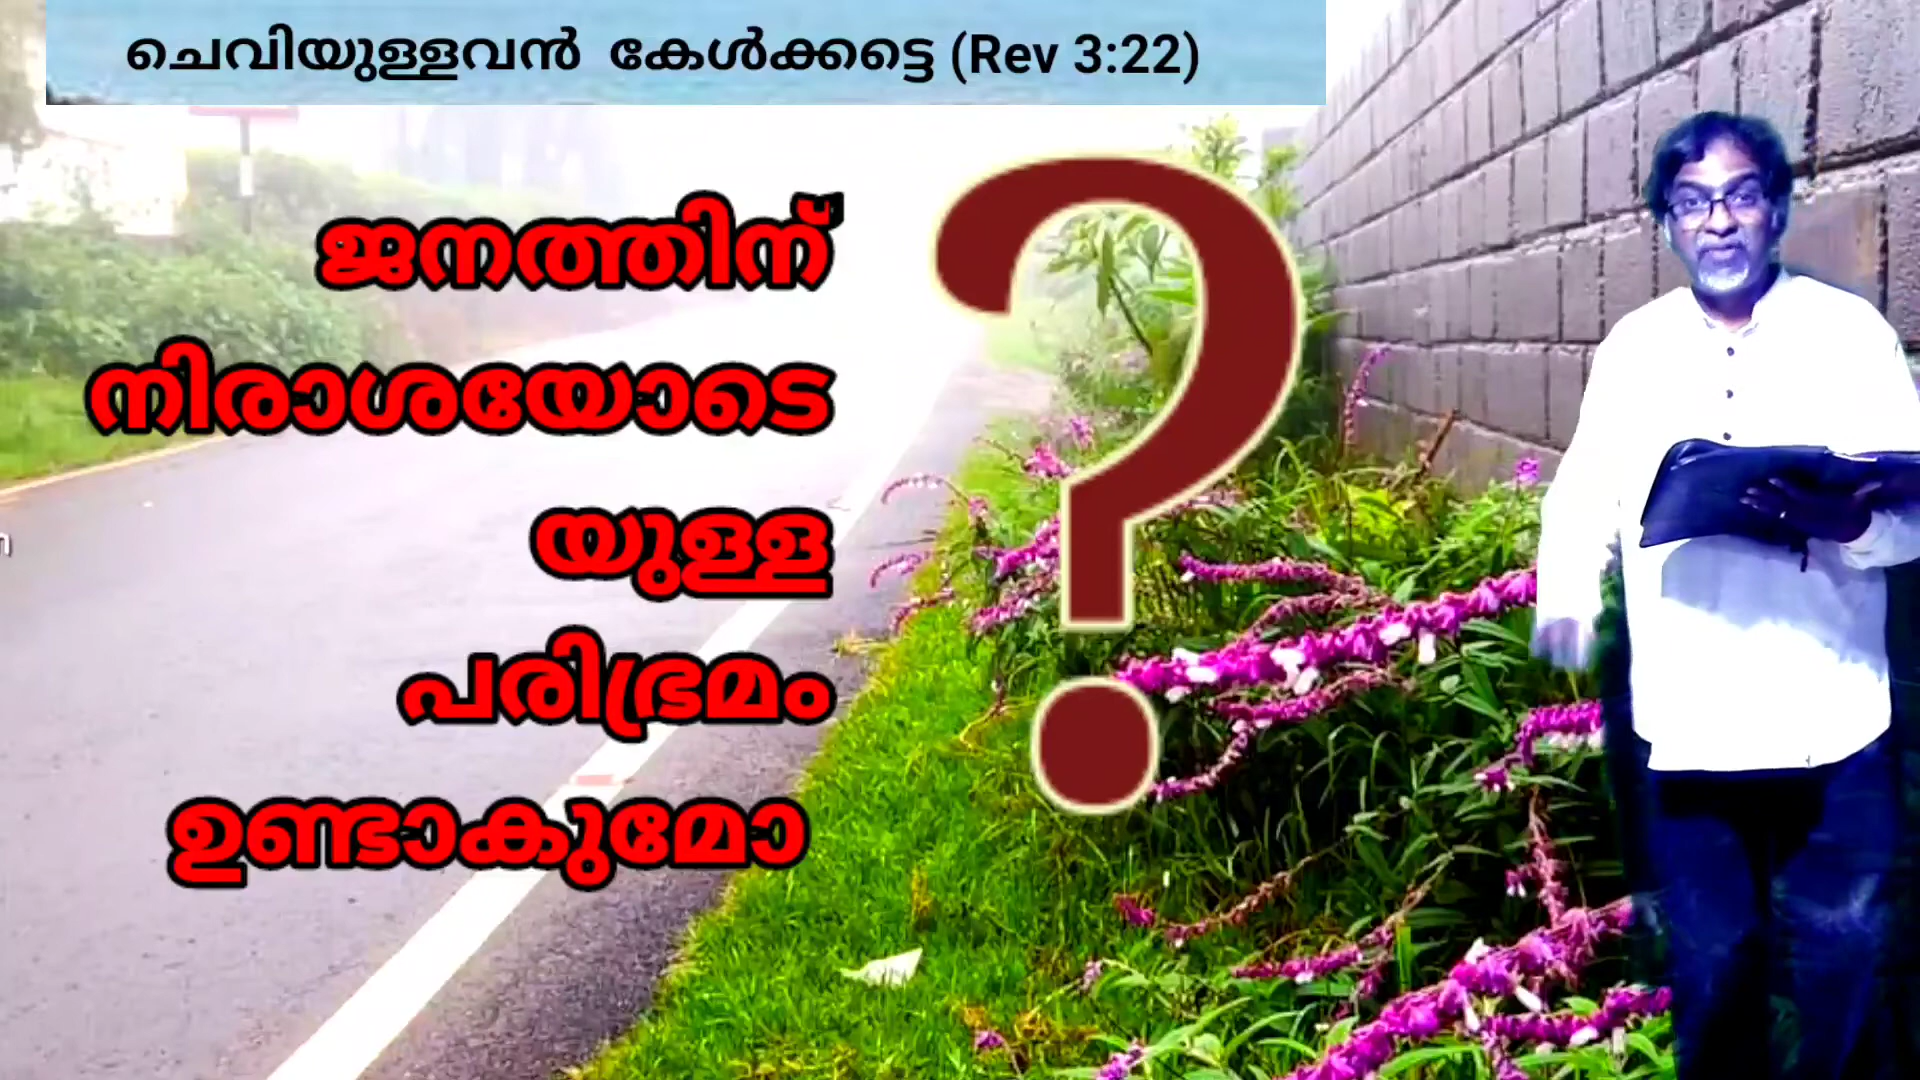 ചെവിയുള്ളവൻ കേൾക്കട്ടെ (Rev 3:22)
ജനത്തിന്
നിരാശയോടെ
യുള്ള
പരിഭ്രമം
ഉണ്ടാകുമോ
?